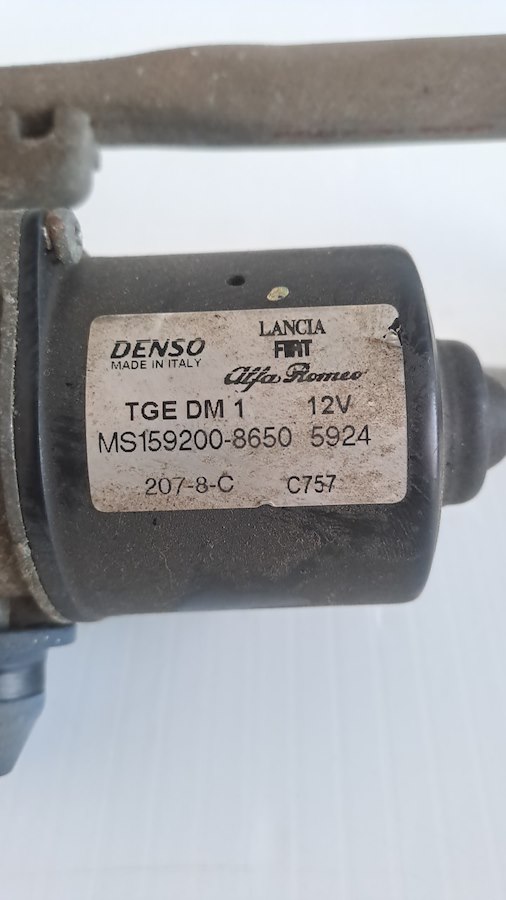 DENSO
MADE IN ITALY
LANCIA
FIAT
Alfa Romeo
TGE DM 1 12V
MS159200-8650 5924
207-8-C C757